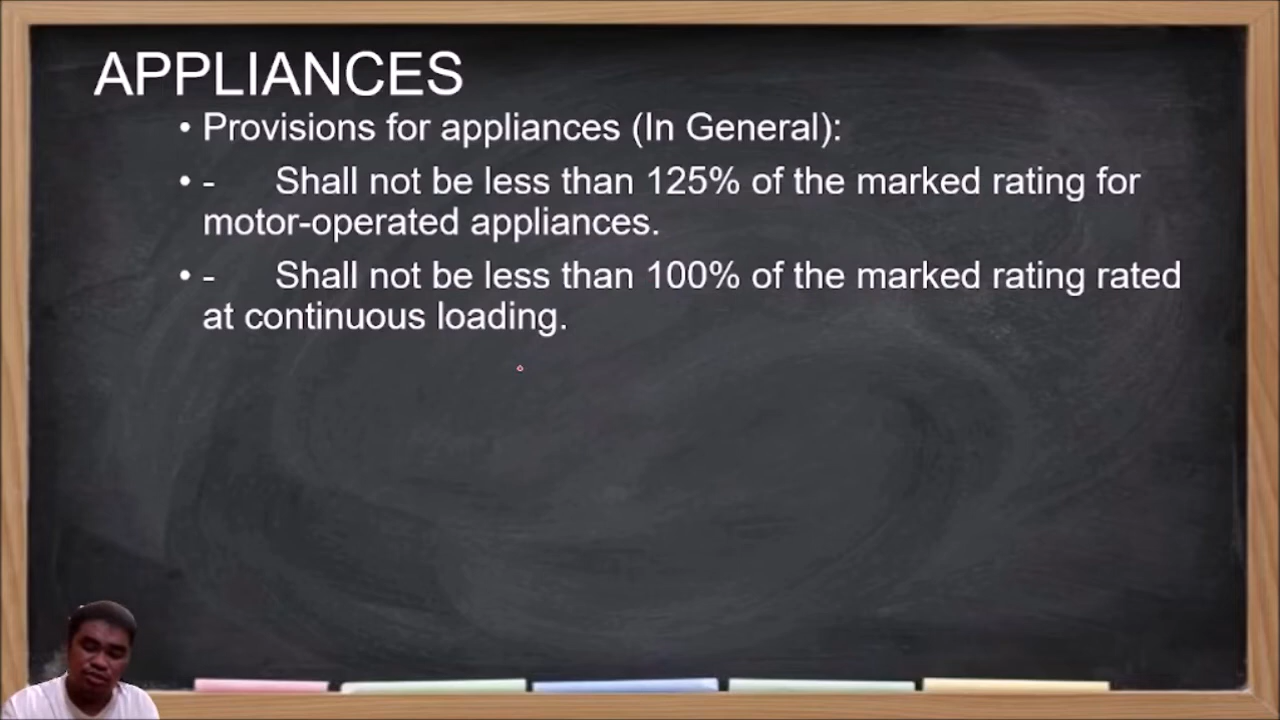 APPLIANCES
• Provisions for appliances (In General):
• - Shall not be less than 125% of the marked rating for
motor-operated appliances.
• - Shall not be less than 100% of the marked rating rated
at continuous loading.